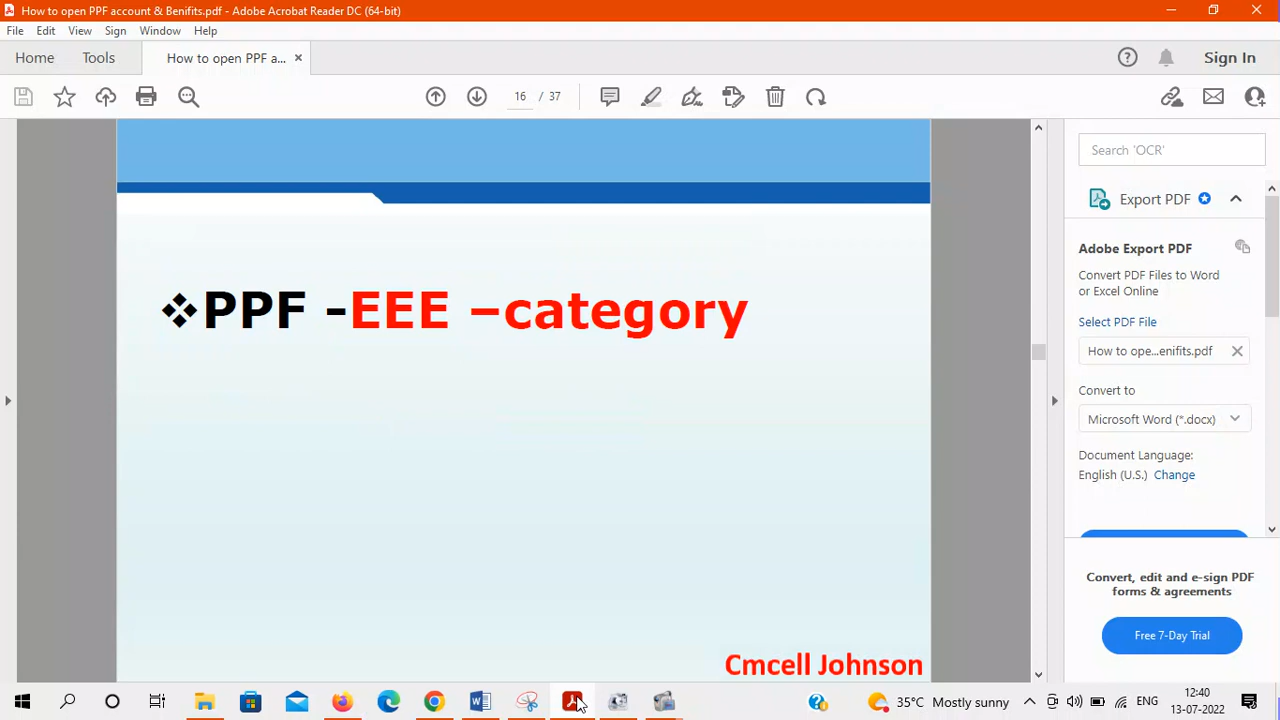 How to open PPF account & Benifits.pdf - Adobe Acrobat Reader DC (64-bit)
File Edit View Sign Window Help
Home Tools How to open PPF a... Sign In
16 / 37
Search 'OCR'
Export PDF
Adobe Export PDF
Convert PDF Files to Word
or Excel Online
Select PDF File
How to ope...enifits.pdf
Convert to
Microsoft Word (*.docx)
Document Language:
English (U.S.) Change
❖PPF -EEE –category
Convert, edit and e-sign PDF
forms & agreements
Free 7-Day Trial
Cmcell Johnson
35°C Mostly sunny ENG 12:40
13-07-2022